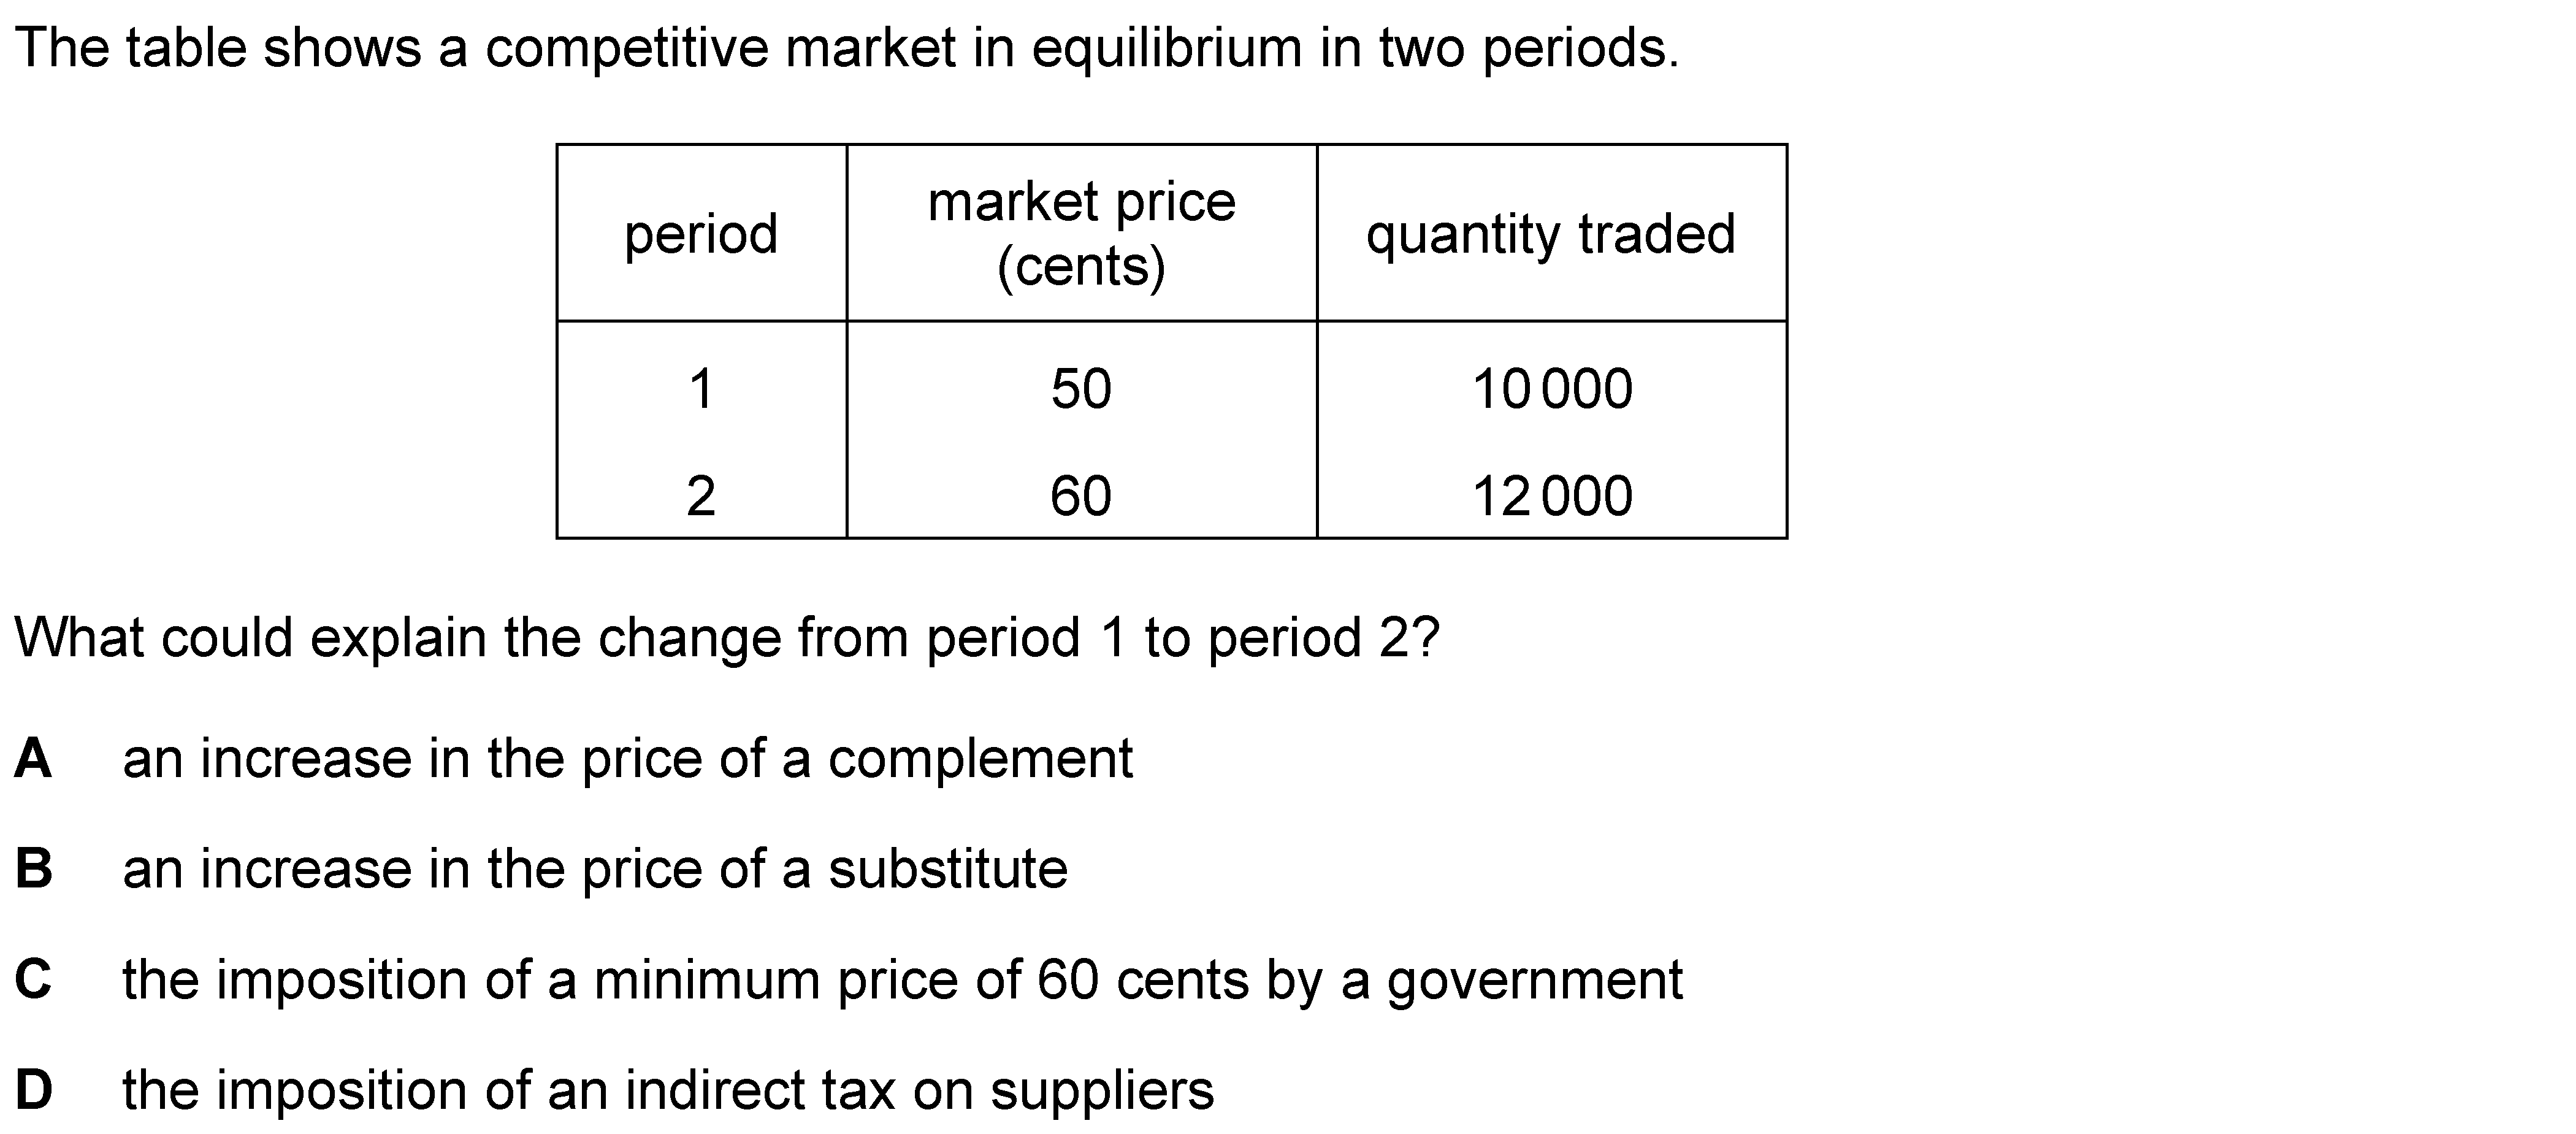 The table shows a competitive market in equilibrium in two periods.
period
market price
(cents)
quantity traded
1 50 10 000
2 60 12 000
What could explain the change from period 1 to period 2?
A an increase in the price of a complement
B an increase in the price of a substitute
C the imposition of a minimum price of 60 cents by a government
D the imposition of an indirect tax on suppliers